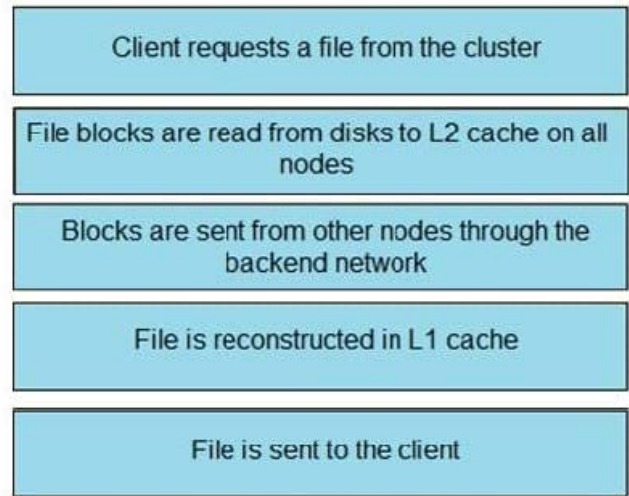 Client requests a file from the cluster
File blocks are read from disks to L2 cache on all
nodes
Blocks are sent from other nodes through the
backend network
File is reconstructed in L1 cache
File is sent to the client